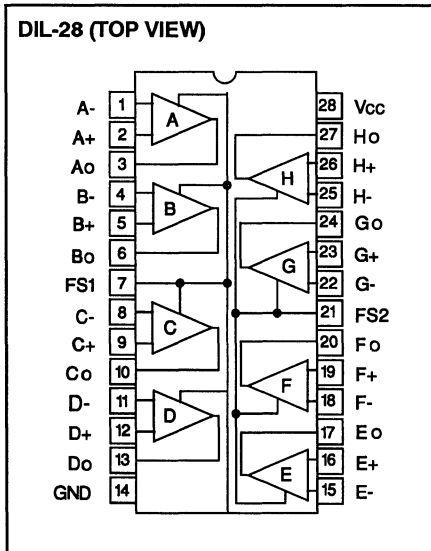 DIL-28 (TOP VIEW)
A- 1 A 28 Vcc
A+ 2 27 Ho
Ao 3 26 H+
B- 4 H 25 H-
B+ 5 B 24 Go
Bo 6 23 G+
FS1 7 G 22 G-
C- 8 21 FS2
C+ 9 C 20 Fo
Co 10 19 F+
D- 11 F 18 F-
D+ 12 D 17 Eo
Do 13 16 E+
GND 14 E 15 E-